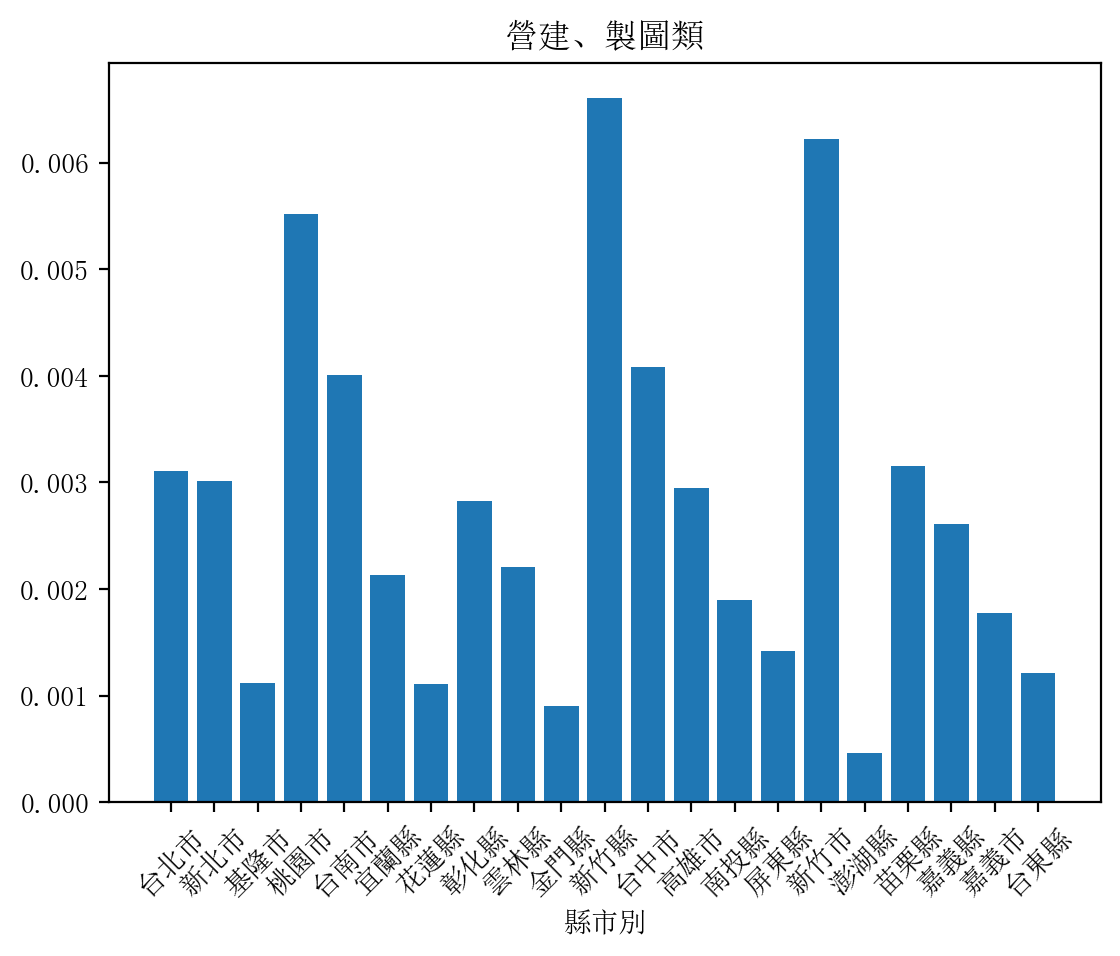 營建、製圖類
0.006
0.005
0.004
0.003
0.002
0.001
0.000
台北市
新北市
基隆市
桃園市
台南市
宜蘭縣
花蓮縣
彰化縣
雲林縣
金門縣
新竹縣
台中市
高雄市
南投縣
屏東縣
新竹市
澎湖縣
苗栗縣
嘉義縣
嘉義市
台東縣
縣市別